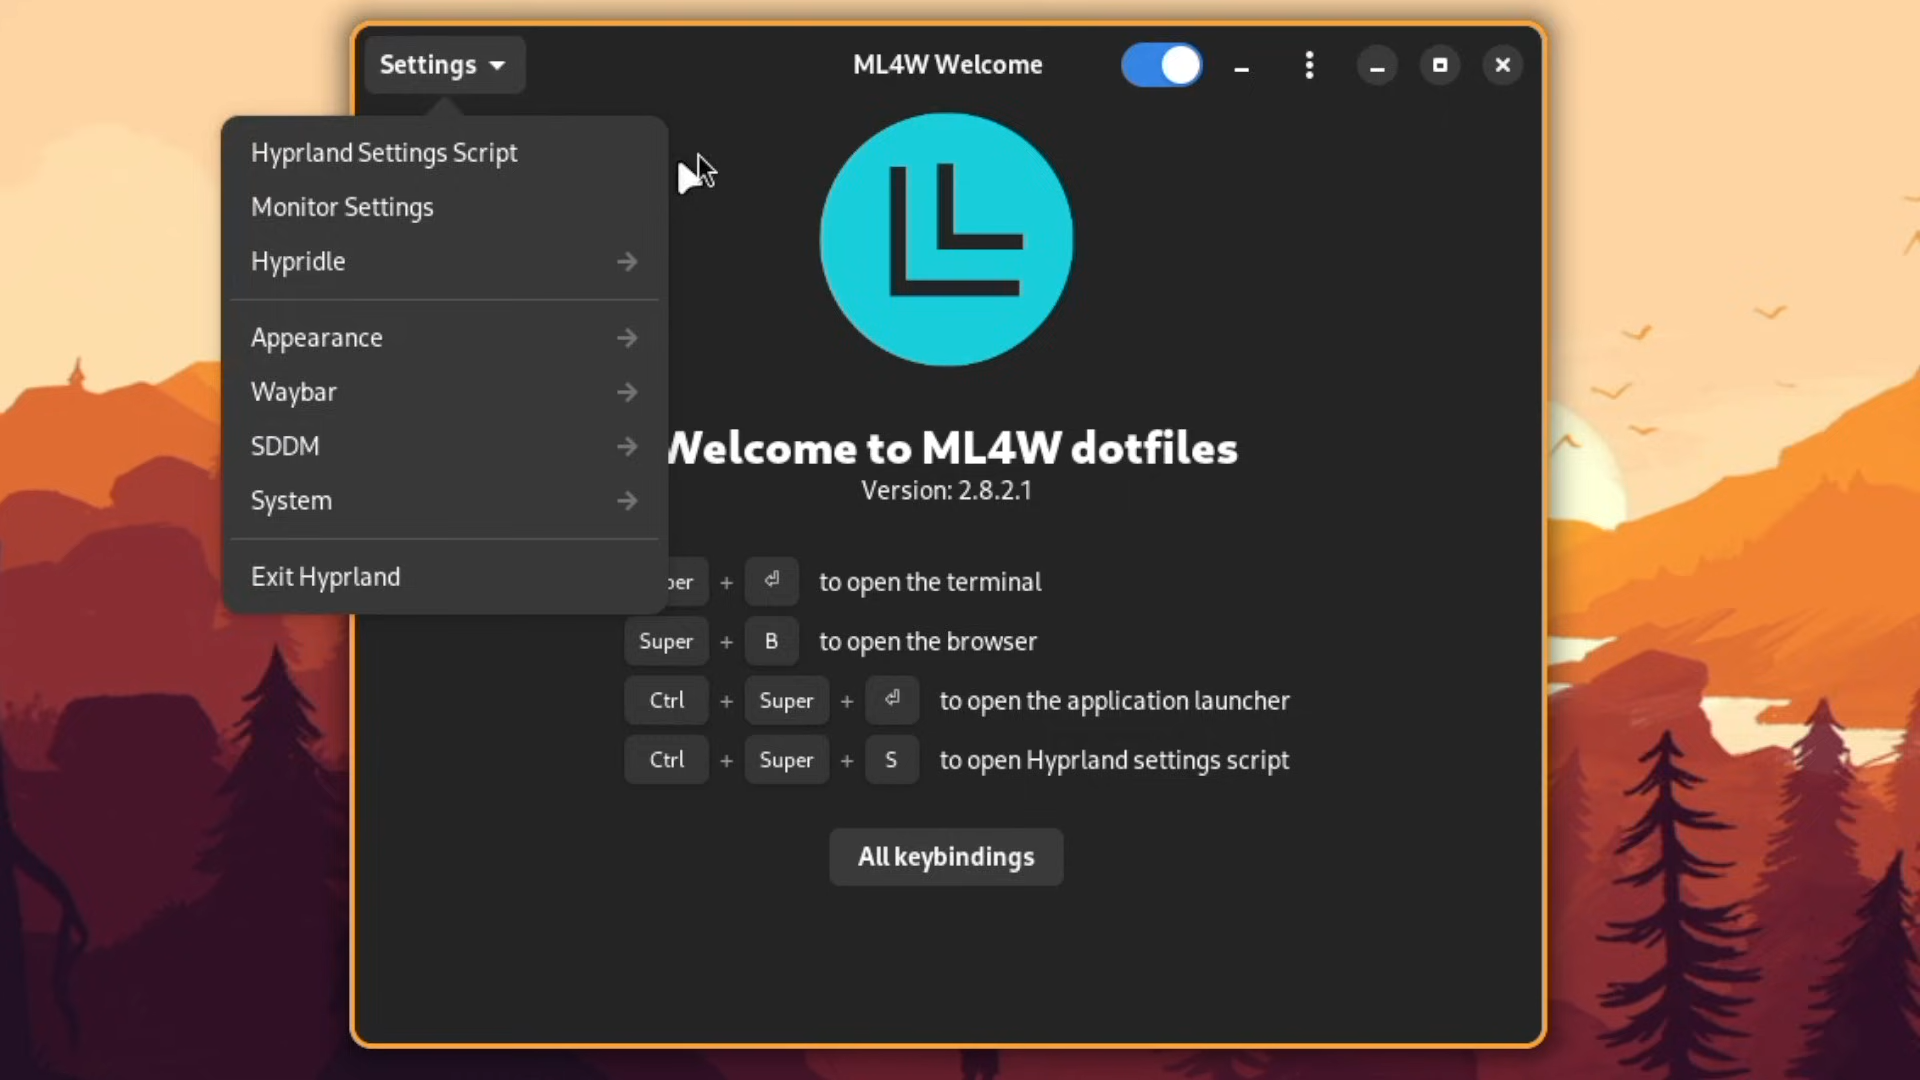 Settings
ML4W Welcome
Hyprland Settings Script
Monitor Settings
Hypridle
Appearance
Waybar
SDDM
System
Exit Hyprland
Welcome to ML4W dotfiles
Version: 2.8.2.1
+ ⏎ to open the terminal
Super + B to open the browser
Ctrl + Super + ⏎ to open the application launcher
Ctrl + Super + S to open Hyprland settings script
All keybindings